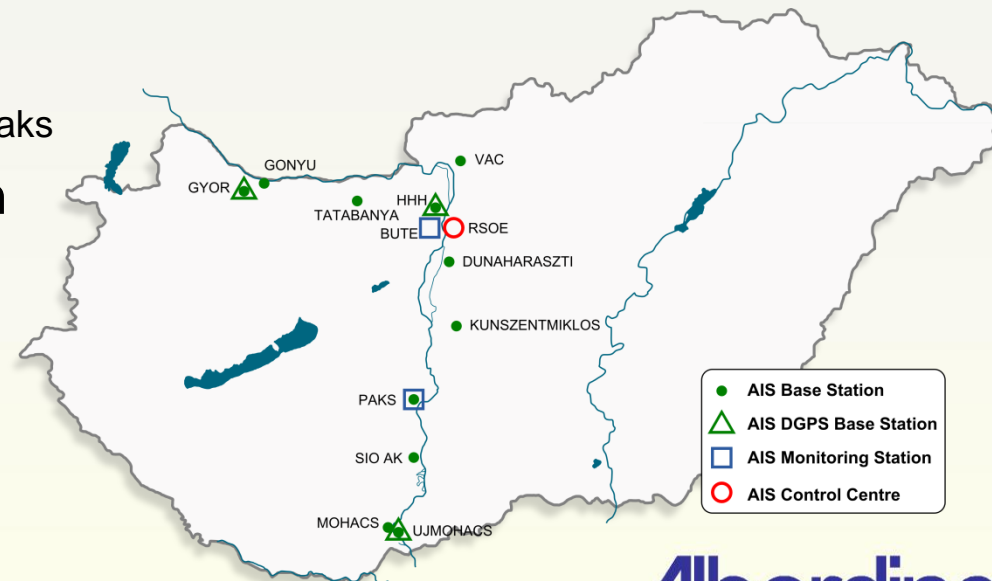 aks
n
VAC
GONYU
GYOR
HHH
TATABANYA
BUTE
RSOE
DUNAHARASZTI
KUNSZENTMIKLOS
PAKS
SIO AK
MOHACS
UJMOHACS
AIS Base Station
AIS DGPS Base Station
AIS Monitoring Station
AIS Control Centre